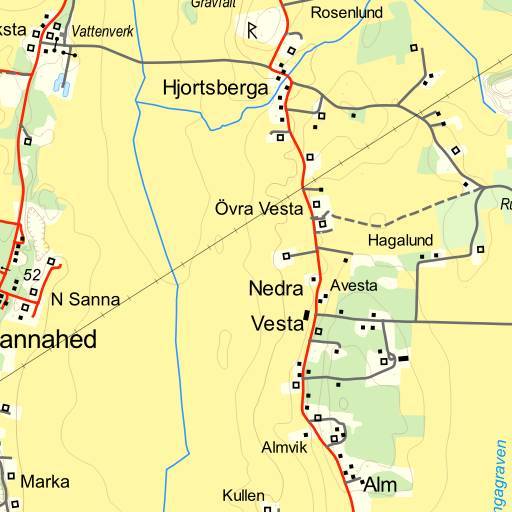 Gravfält
Rosenlund
ksta
Vattenverk
R
Hjortsberga
Övra Vesta
Ru
Hagalund
52
N Sanna
Nedra
Vesta
Avesta
annahed
Almvik
Marka
Kullen
Alm
ngagraven